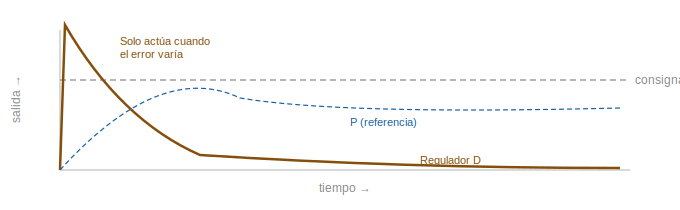 Solo actúa cuando
el error varía
consigna
salida →
P (referencia)
Regulador D
tiempo →